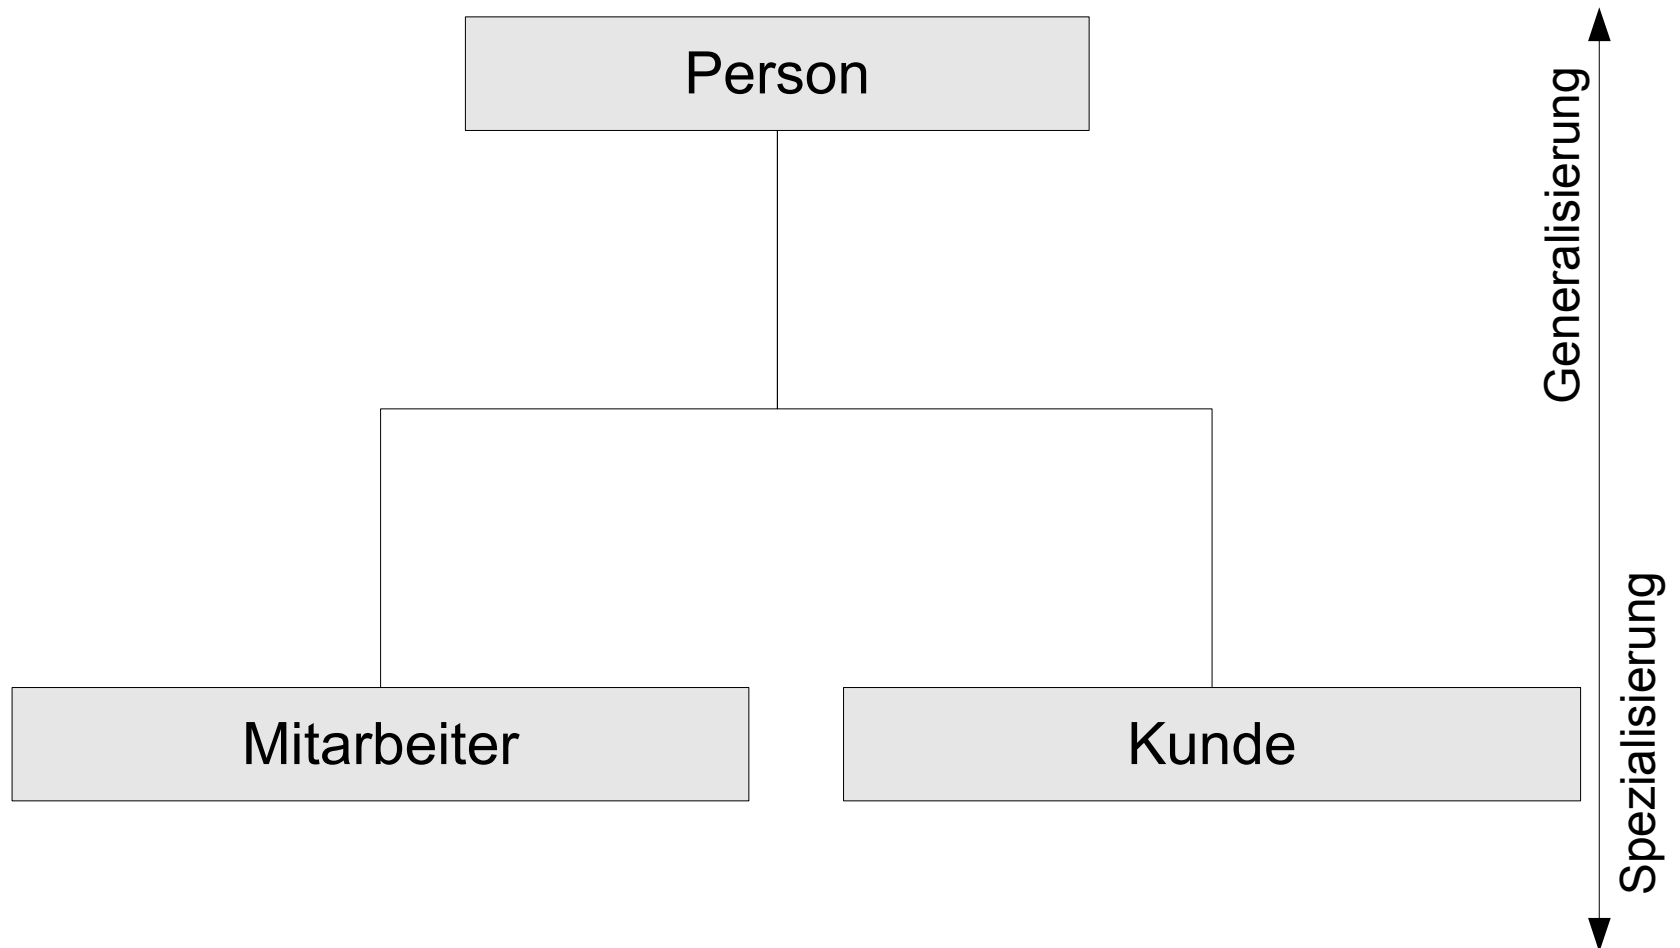 Person
Generalisierung
Mitarbeiter
Kunde
Spezialisierung